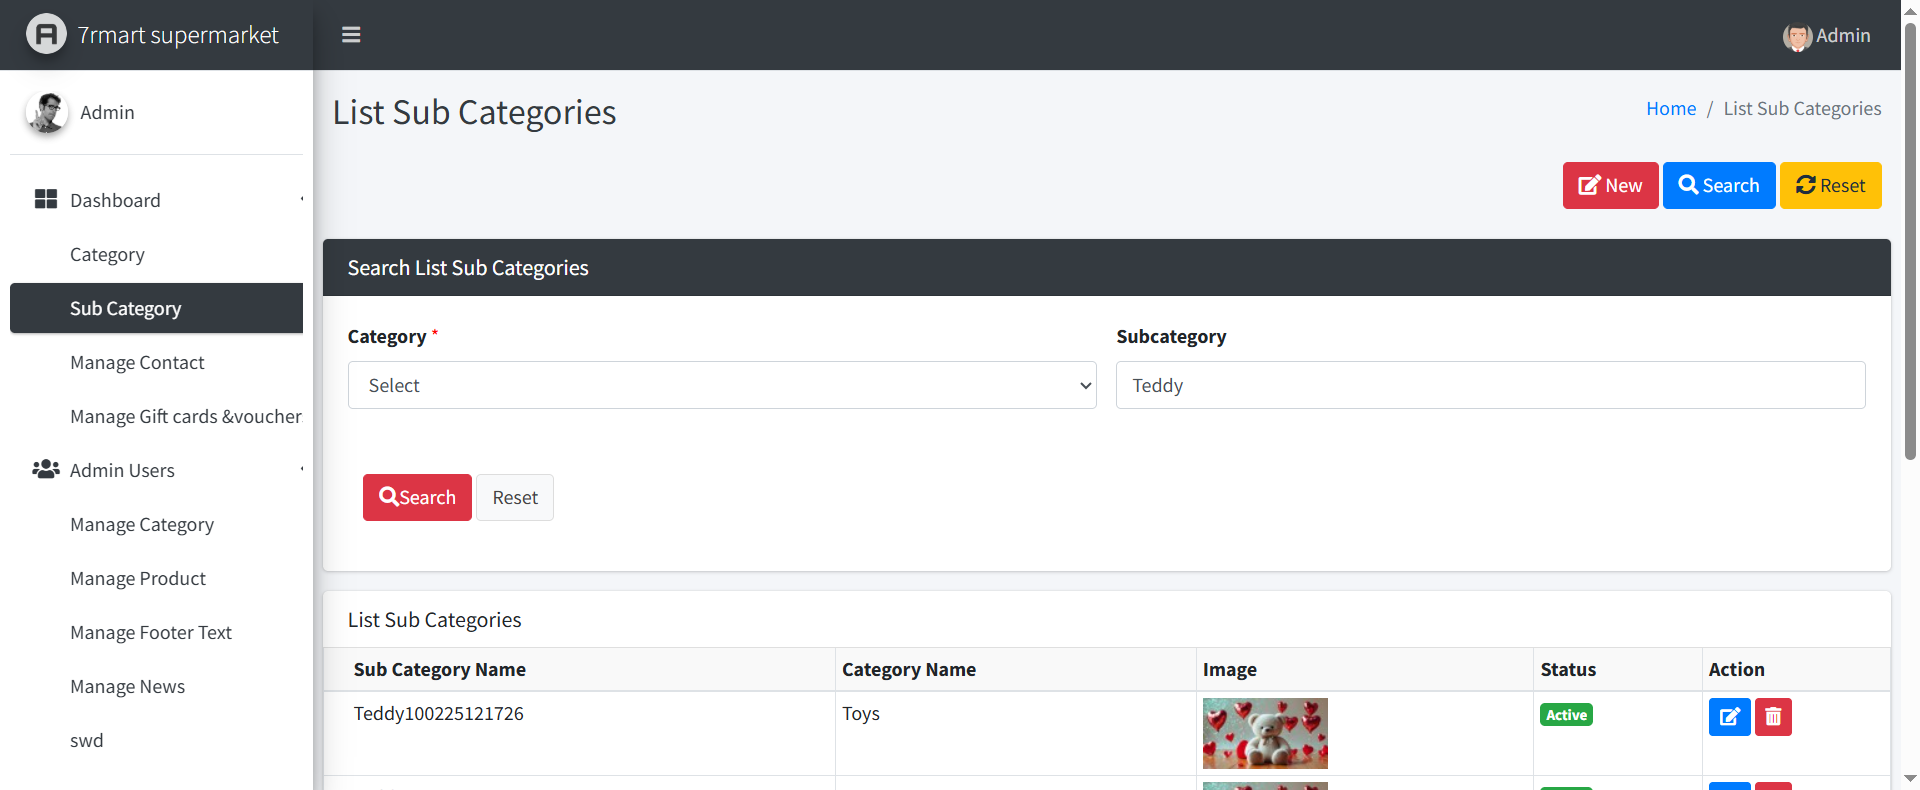 7rmart supermarket
Admin
Admin
List Sub Categories
Home / List Sub Categories
New
Search
Reset
Dashboard
Category
Sub Category
Manage Contact
Manage Gift cards &voucher
Admin Users
Manage Category
Manage Product
Manage Footer Text
Manage News
swd
Search List Sub Categories
Category * Subcategory
Select Teddy
Search Reset
List Sub Categories
Sub Category Name Category Name Image Status Action
Teddy100225121726 Toys Active